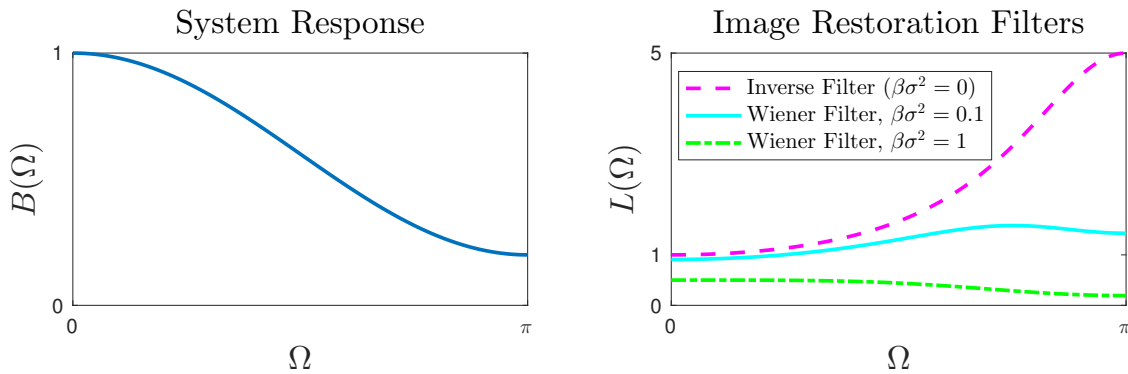 System Response
1
B(Ω)
0
0
π
Ω
Image Restoration Filters
5
Inverse Filter (βσ² = 0)
Wiener Filter, βσ² = 0.1
Wiener Filter, βσ² = 1
L(Ω)
1
0
0
π
Ω